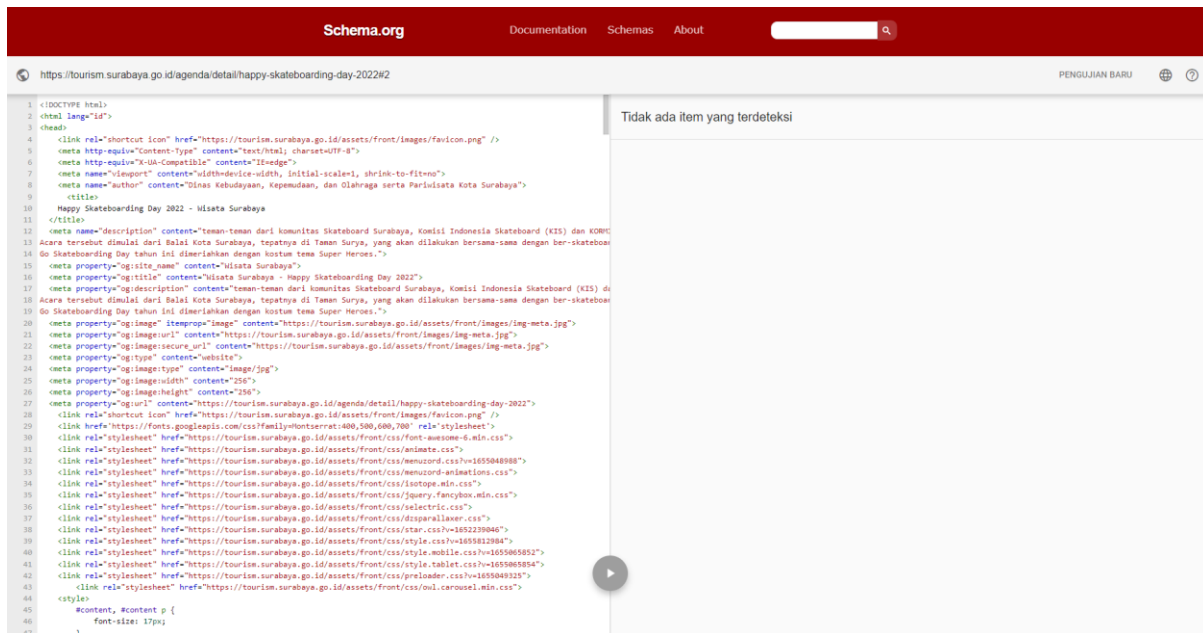 Schema.org
Documentation Schemas About
https://tourism.surabaya.go.id/agenda/detail/happy-skateboarding-day-2022#2
PENGUJIAN BARU
1 <!DOCTYPE html>
2 <html lang="id">
3 <head>
4 <link rel="shortcut icon" href="https://tourism.surabaya.go.id/assets/front/images/favicon.png" />
5 <meta http-equiv="Content-Type" content="text/html; charset=UTF-8">
6 <meta http-equiv="X-UA-Compatible" content="IE=edge">
7 <meta name="viewport" content="width=device-width, initial-scale=1, shrink-to-fit=no">
8 <meta name="author" content="Dinas Kebudayaan, Kepemudaan, dan Olahraga serta Pariwisata Kota Surabaya">
9 <title>
10 Happy Skateboarding Day 2022 - Wisata Surabaya
11 </title>
12 <meta name="description" content="teman-teman dari komunitas Skateboard Surabaya, Komisi Indonesia Skateboard (KIS) dan KORM
13 Acara tersebut dimulai dari Balai Kota Surabaya, tepatnya di Taman Surya, yang akan dilakukan bersama-sama dengan ber-skateboa
14 Go Skateboarding Day tahun ini dimeriahkan dengan kostum tema Super Heroes.">
15 <meta property="og:site_name" content="Wisata Surabaya">
16 <meta property="og:title" content="Wisata Surabaya - Happy Skateboarding Day 2022">
17 <meta property="og:description" content="teman-teman dari komunitas Skateboard Surabaya, Komisi Indonesia Skateboard (KIS) da
18 Acara tersebut dimulai dari Balai Kota Surabaya, tepatnya di Taman Surya, yang akan dilakukan bersama-sama dengan ber-skateboa
19 Go Skateboarding Day tahun ini dimeriahkan dengan kostum tema Super Heroes.">
20 <meta property="og:image" itemprop="image" content="https://tourism.surabaya.go.id/assets/front/images/img-meta.jpg">
21 <meta property="og:image:url" content="https://tourism.surabaya.go.id/assets/front/images/img-meta.jpg">
22 <meta property="og:image:secure_url" content="https://tourism.surabaya.go.id/assets/front/images/img-meta.jpg">
23 <meta property="og:type" content="website">
24 <meta property="og:image:type" content="image/jpg">
25 <meta property="og:image:width" content="256">
26 <meta property="og:image:height" content="256">
27 <meta property="og:url" content="https://tourism.surabaya.go.id/agenda/detail/happy-skateboarding-day-2022">
28 <link rel="shortcut icon" href="https://tourism.surabaya.go.id/assets/front/images/favicon.png" />
29 <link href='https://fonts.googleapis.com/css?family=Montserrat:400,500,600,700' rel='stylesheet'>
30 <link rel="stylesheet" href="https://tourism.surabaya.go.id/assets/front/css/font-awesome-6.min.css">
31 <link rel="stylesheet" href="https://tourism.surabaya.go.id/assets/front/css/animate.css">
32 <link rel="stylesheet" href="https://tourism.surabaya.go.id/assets/front/css/menuzord.css?v=1655048988">
33 <link rel="stylesheet" href="https://tourism.surabaya.go.id/assets/front/css/menuzord-animations.css">
34 <link rel="stylesheet" href="https://tourism.surabaya.go.id/assets/front/css/isotope.min.css">
35 <link rel="stylesheet" href="https://tourism.surabaya.go.id/assets/front/css/jquery.fancybox.min.css">
36 <link rel="stylesheet" href="https://tourism.surabaya.go.id/assets/front/css/selectric.css">
37 <link rel="stylesheet" href="https://tourism.surabaya.go.id/assets/front/css/dzsparallaxer.css">
38 <link rel="stylesheet" href="https://tourism.surabaya.go.id/assets/front/css/star.css?v=1652239046">
39 <link rel="stylesheet" href="https://tourism.surabaya.go.id/assets/front/css/style.css?v=1655812984">
40 <link rel="stylesheet" href="https://tourism.surabaya.go.id/assets/front/css/style.mobile.css?v=1655065852">
41 <link rel="stylesheet" href="https://tourism.surabaya.go.id/assets/front/css/style.tablet.css?v=1655065854">
42 <link rel="stylesheet" href="https://tourism.surabaya.go.id/assets/front/css/preloader.css?v=1655049325">
43 <link rel="stylesheet" href="https://tourism.surabaya.go.id/assets/front/css/owl.carousel.min.css">
44 <style>
45 #content, #content p {
46 font-size: 17px;
Tidak ada item yang terdeteksi